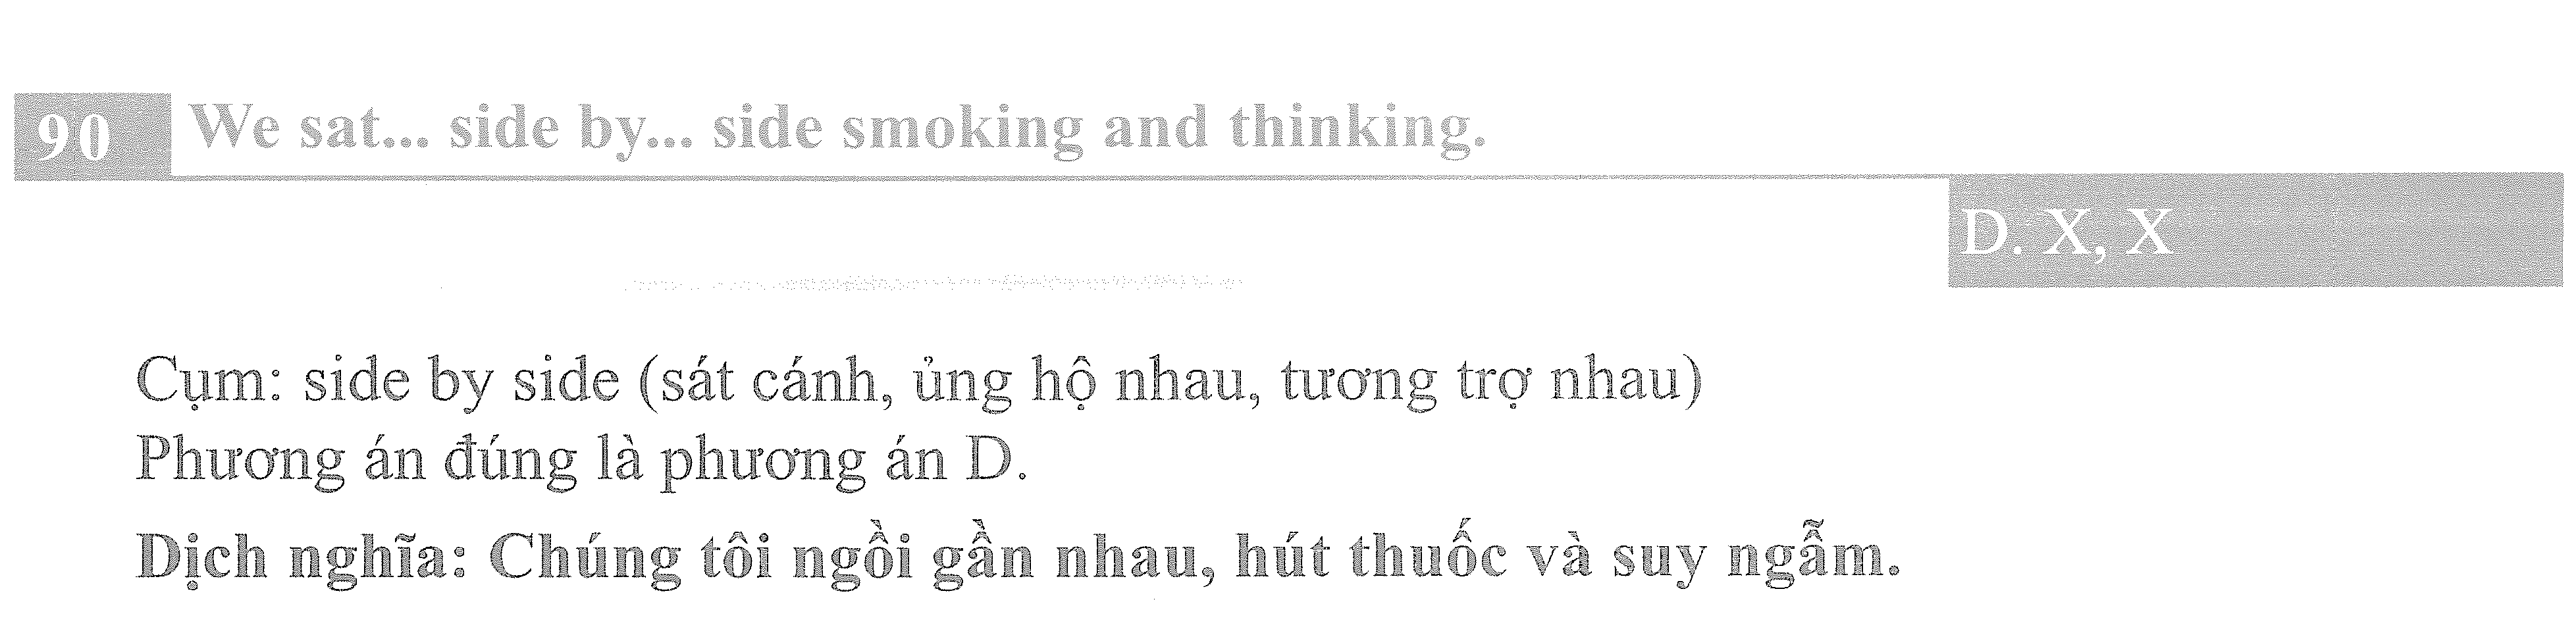 90 We sat... side by... side smoking and thinking.
D. X, X
Cụm: side by side (sát cánh, ủng hộ nhau, tương trợ nhau)
Phương án đúng là phương án D.
Dịch nghĩa: Chúng tôi ngồi gần nhau, hút thuốc và suy ngẫm.